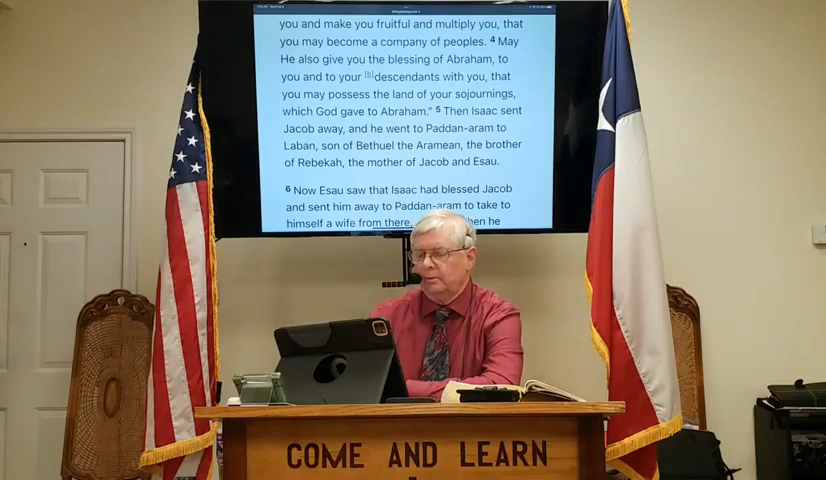 you and make you fruitful and multiply you, that
you may become a company of peoples. 4 May
He also give you the blessing of Abraham, to
you and to your [b]descendants with you, that
you may possess the land of your sojournings,
which God gave to Abraham.” 5 Then Isaac sent
Jacob away, and he went to Paddan-aram to
Laban, son of Bethuel the Aramean, the brother
of Rebekah, the mother of Jacob and Esau.
6 Now Esau saw that Isaac had blessed Jacob
and sent him away to Paddan-aram to take to
himself a wife from there, he
COME AND LEARN